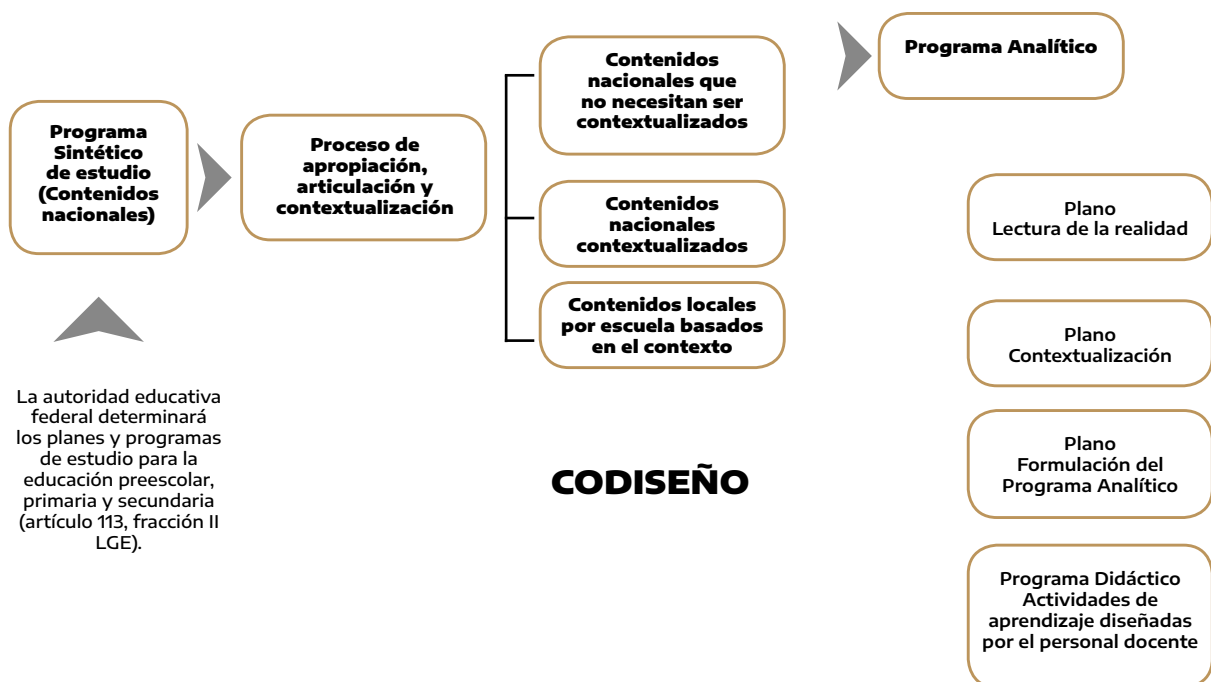 Programa
Sintético
de estudio
(Contenidos
nacionales)
La autoridad educativa
federal determinará
los planes y programas
de estudio para la
educación preescolar,
primaria y secundaria
(artículo 113, fracción II
LGE).
Proceso de
apropiación,
articulación y
contextualización
Contenidos
nacionales que
no necesitan ser
contextualizados
Contenidos
nacionales
contextualizados
Contenidos locales
por escuela basados
en el contexto
CODISEÑO
Programa Analítico
Plano
Lectura de la realidad
Plano
Contextualización
Plano
Formulación del
Programa Analítico
Programa Didáctico
Actividades de
aprendizaje diseñadas
por el personal docente